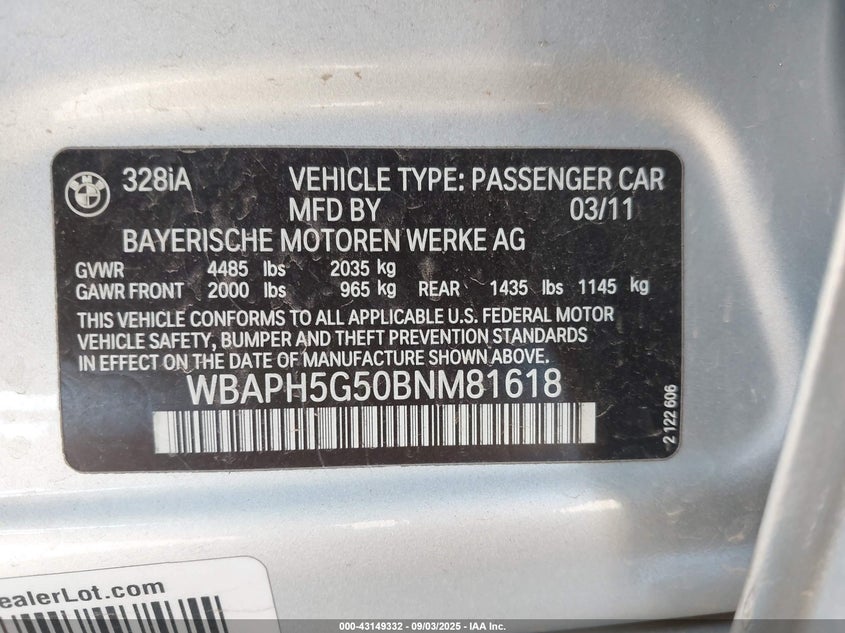 328iA VEHICLE TYPE: PASSENGER CAR
MFD BY 03/11
BAYERISCHE MOTOREN WERKE AG
GVWR 4485 lbs 2035 kg
GAWR FRONT 2000 lbs 965 kg REAR 1435 lbs 1145 kg
THIS VEHICLE CONFORMS TO ALL APPLICABLE U.S. FEDERAL MOTOR
VEHICLE SAFETY, BUMPER AND THEFT PREVENTION STANDARDS
IN EFFECT ON THE DATE OF MANUFACTURE SHOWN ABOVE.
WBAPH5G50BNM81618
2 122 606
ealerLot.com
000-43149332 - 09/03/2025 - IAA Inc.